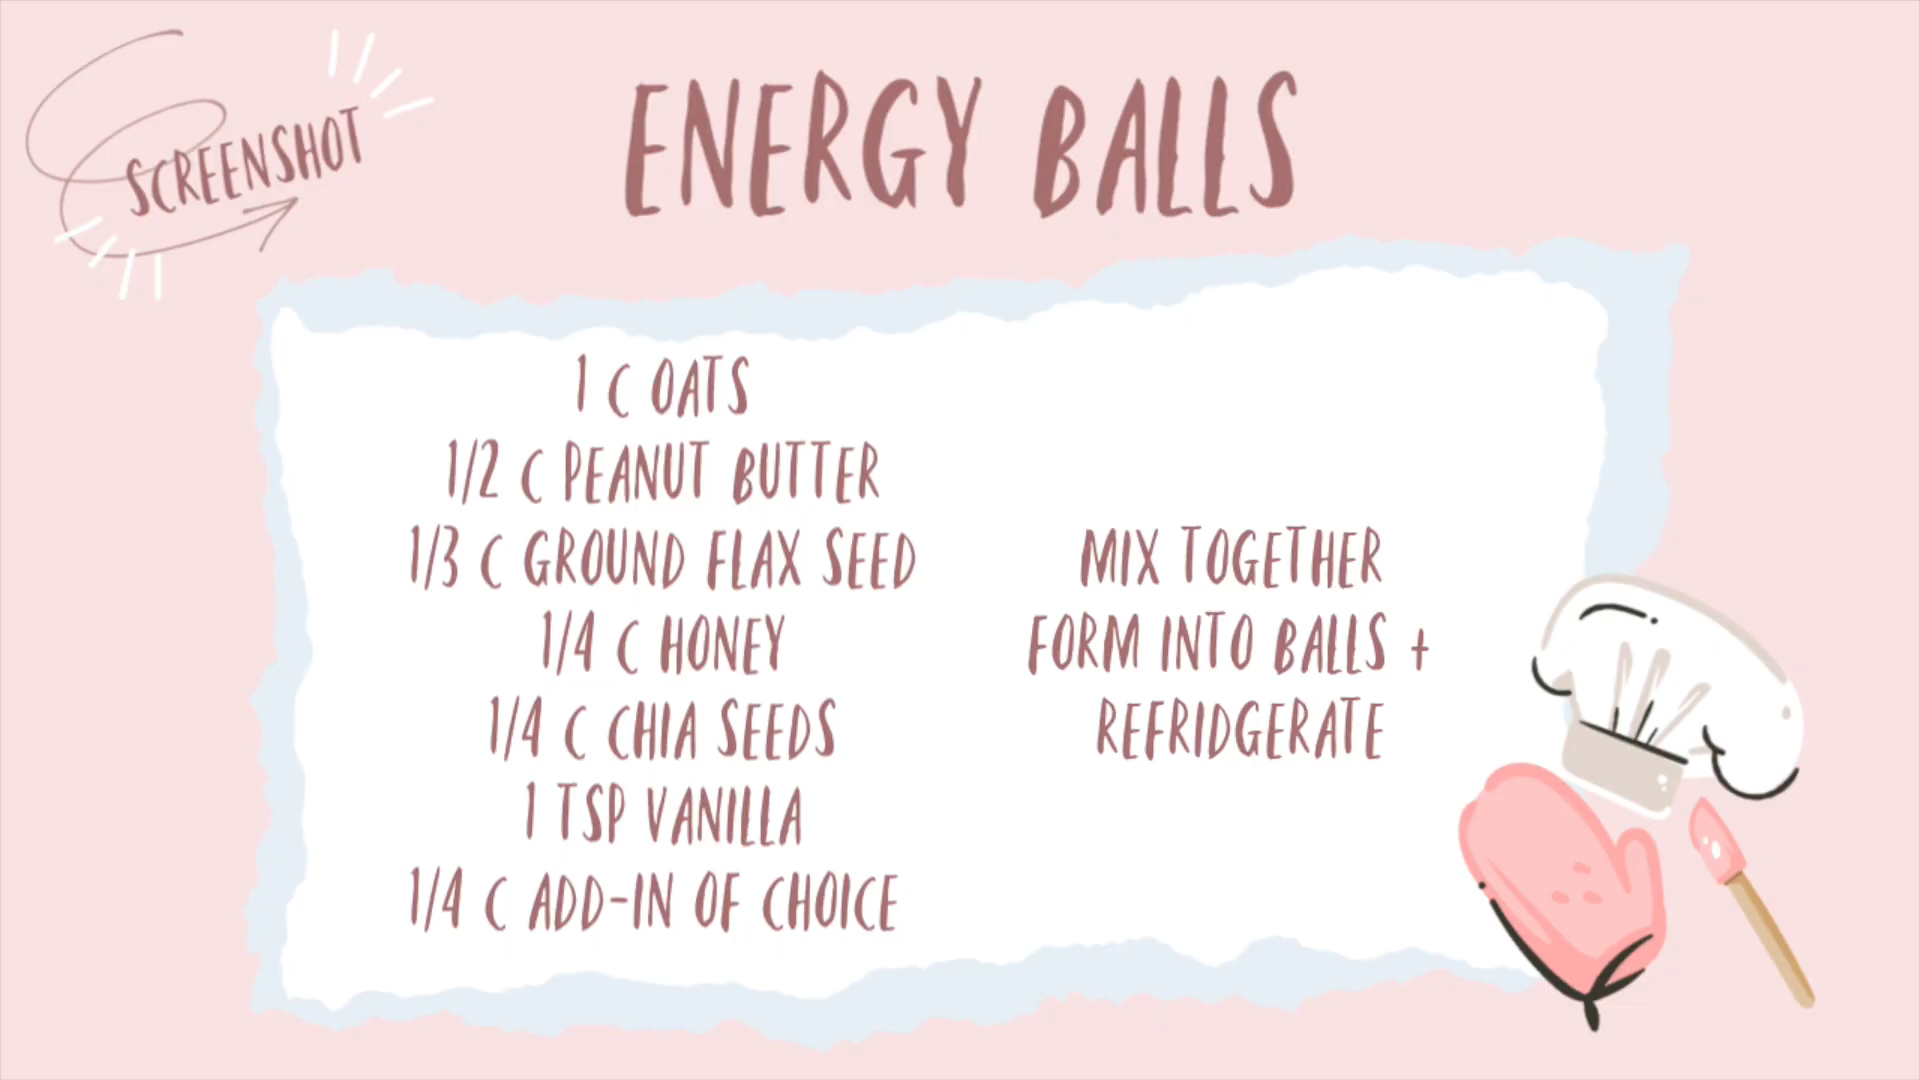 SCREENSHOT
ENERGY BALLS
1 C OATS
1/2 C PEANUT BUTTER
1/3 C GROUND FLAX SEED
1/4 C HONEY
1/4 C CHIA SEEDS
1 TSP VANILLA
1/4 C ADD-IN OF CHOICE
MIX TOGETHER
FORM INTO BALLS +
REFRIDGERATE